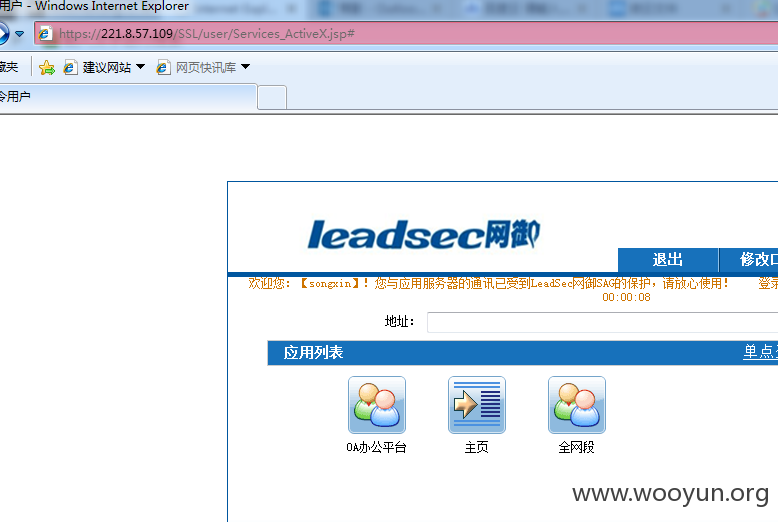 用户 - Windows Internet Explorer
https://221.8.57.109/SSL/user/Services_ActiveX.jsp#
藏夹 建议网站 网页快讯库
令用户
leadsec网御
退出 修改口
欢迎您：【songxin】！您与应用服务器的通讯已受到LeadSec网御SAG的保护，请放心使用！ 登录
00:00:08
地址：
应用列表 单点
OA办公平台 主页 全网段
www.wooyun.org